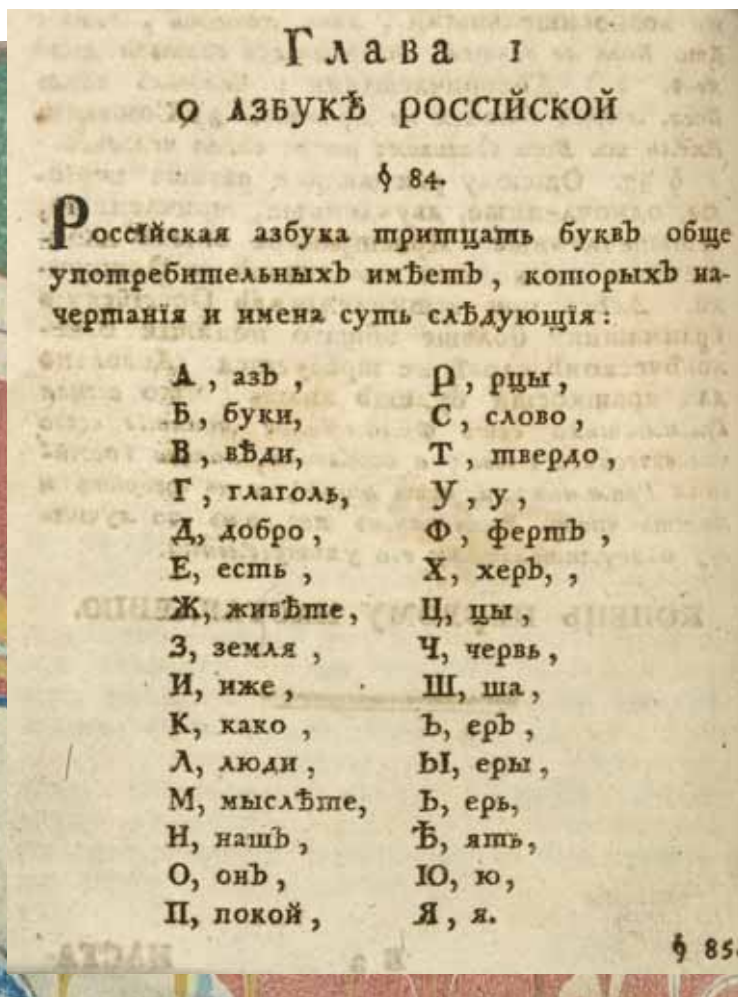 Глава I
О АЗБУКѢ РОССІЙСКОЙ
§ 84.
Россійская азбука тритцать буквъ обще
употребительныхъ имѣетъ, которыхъ на-
чертанія и имена суть слѣдующія:
А, азъ,
Б, буки,
В, вѣди,
Г, глаголь,
Д, добро,
Е, есть,
Ж, живѣте,
З, земля,
И, иже,
К, како,
Л, люди,
М, мыслѣте,
Н, нашъ,
О, онъ,
П, покой,
Р, рцы,
С, слово,
Т, твердо,
У, у,
Ф, фертъ,
Х, херъ, ,
Ц, цы,
Ч, червь,
Ш, ша,
Ъ, еръ,
Ы, еры,
Ь, ерь,
Ѣ, ять,
Ю, ю,
Я, я.
§ 85.